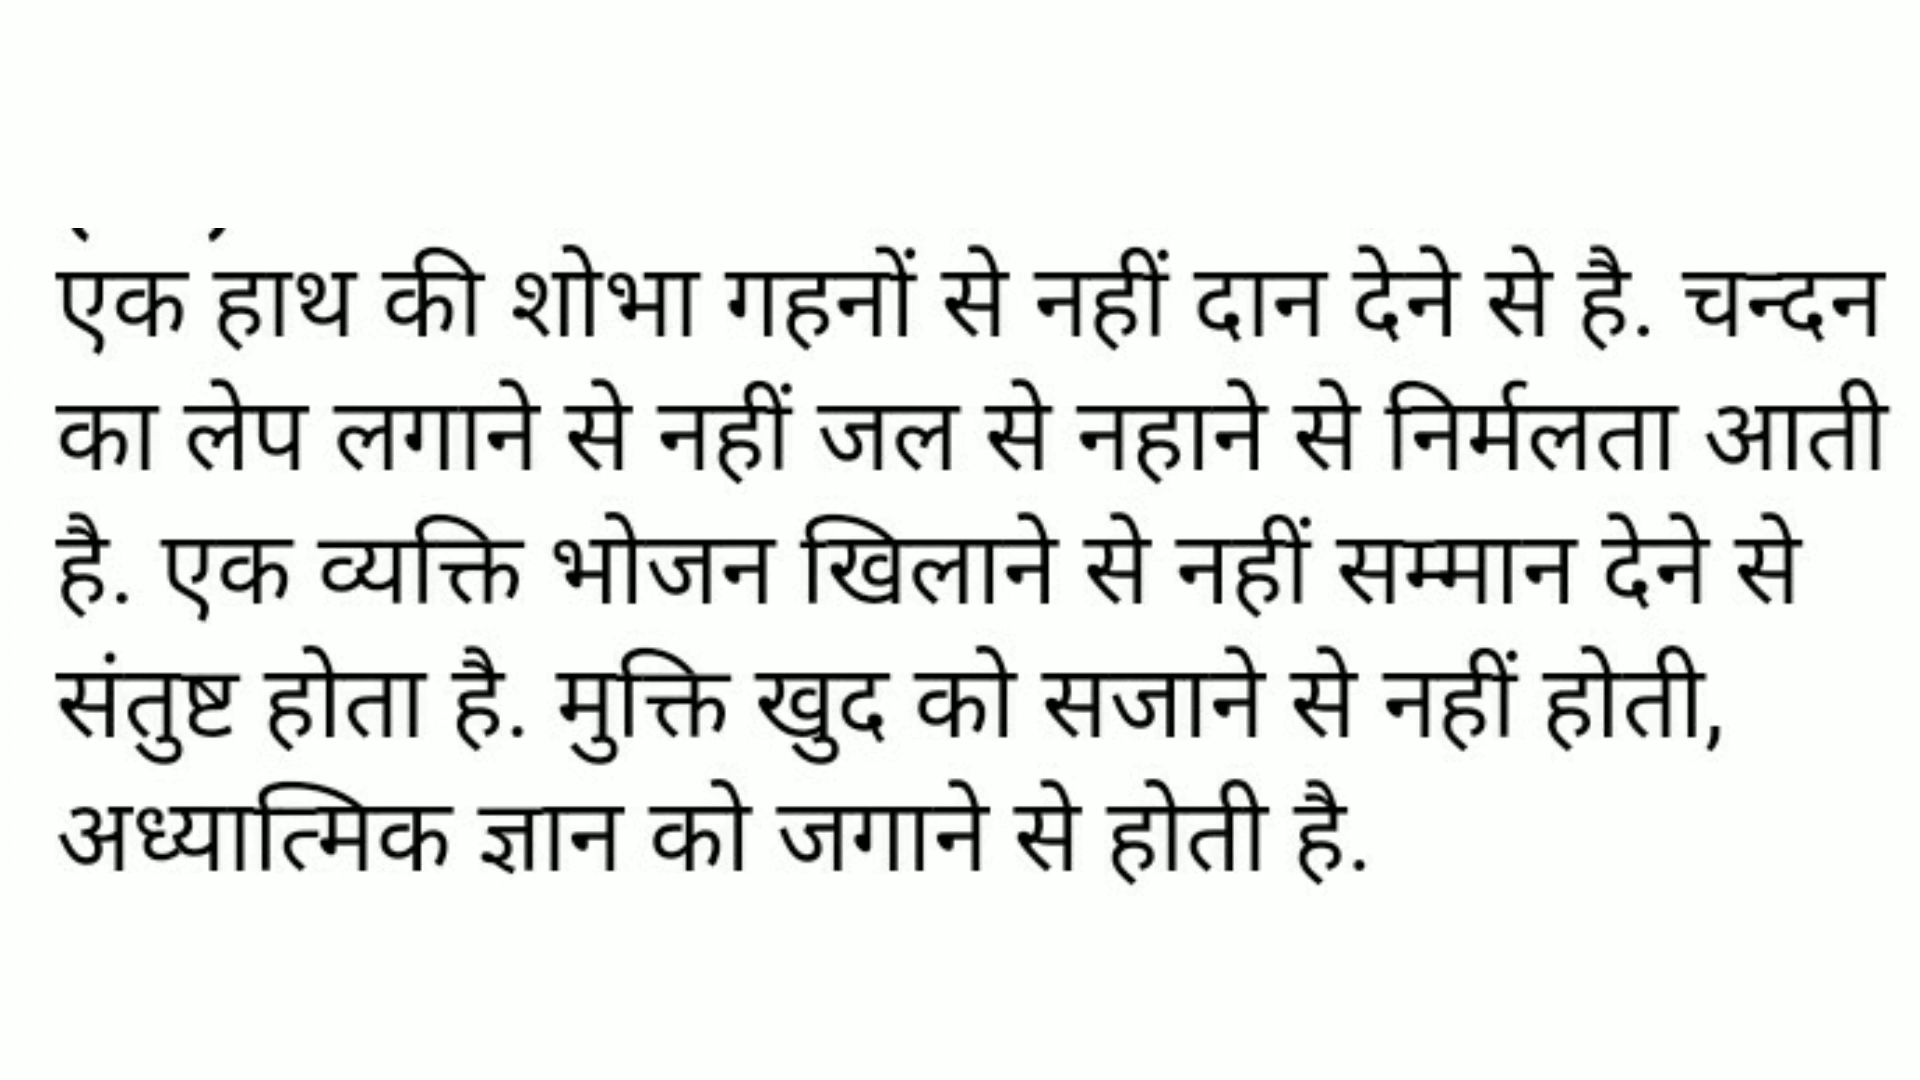 एक हाथ की शोभा गहनों से नहीं दान देने से है. चन्दन
का लेप लगाने से नहीं जल से नहाने से निर्मलता आती
है. एक व्यक्ति भोजन खिलाने से नहीं सम्मान देने से
संतुष्ट होता है. मुक्ति खुद को सजाने से नहीं होती,
अध्यात्मिक ज्ञान को जगाने से होती है.